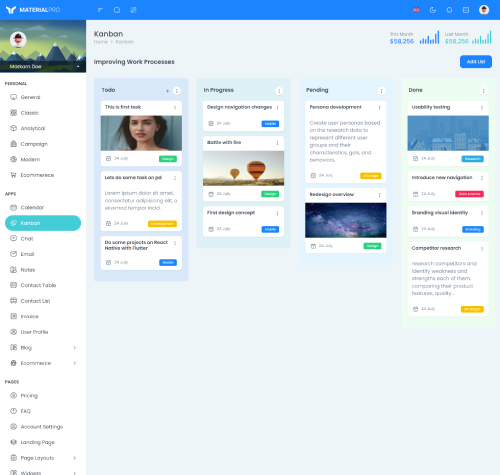 MATERIALPRO
Markarn Doe
PERSONAL
General
Classic
Analytical
Campaign
Modern
Ecommerece
APPS
Calendar
Kanban
Chat
Email
Notes
Contact Table
Contact List
Invoice
User Profile
Blog
Ecommerce
PAGES
Pricing
FAQ
Account Settings
Landing Page
Page Layouts
Widgets
Kanban
Home
Kanban
This Month
$58,256
Last Month
$58,256
Improving Work Processes
Add List
Todo
This is first task
24 July
Design
Lets do some task on pd
Lorem ipsum dolor sit amet,
consectetur adipisicing elit, a
eiusmod tempor incid
24 July
Do some projects on React
Native with Flutter
24 July
Mobile
In Progress
Design navigation changes
24 July
Mobile
Battle with fire
24 July
Design
First design concept
24 July
Mobile
Pending
Persona development
Create user personas based
on the research data to
represent different user
groups and their
characteristics, gals, and
behaviors..
24 July
UX Stage
Redesign overview
24 July
Design
Done
Usability testing
24 July
Research
Introduce new navigation
24 July
Data Science
Branding visual identity
24 July
Branding
Competitor research
research competitors and
identify weakness and
strengths each of them.
comparing their product
features, quality...
24 July
UX Stage